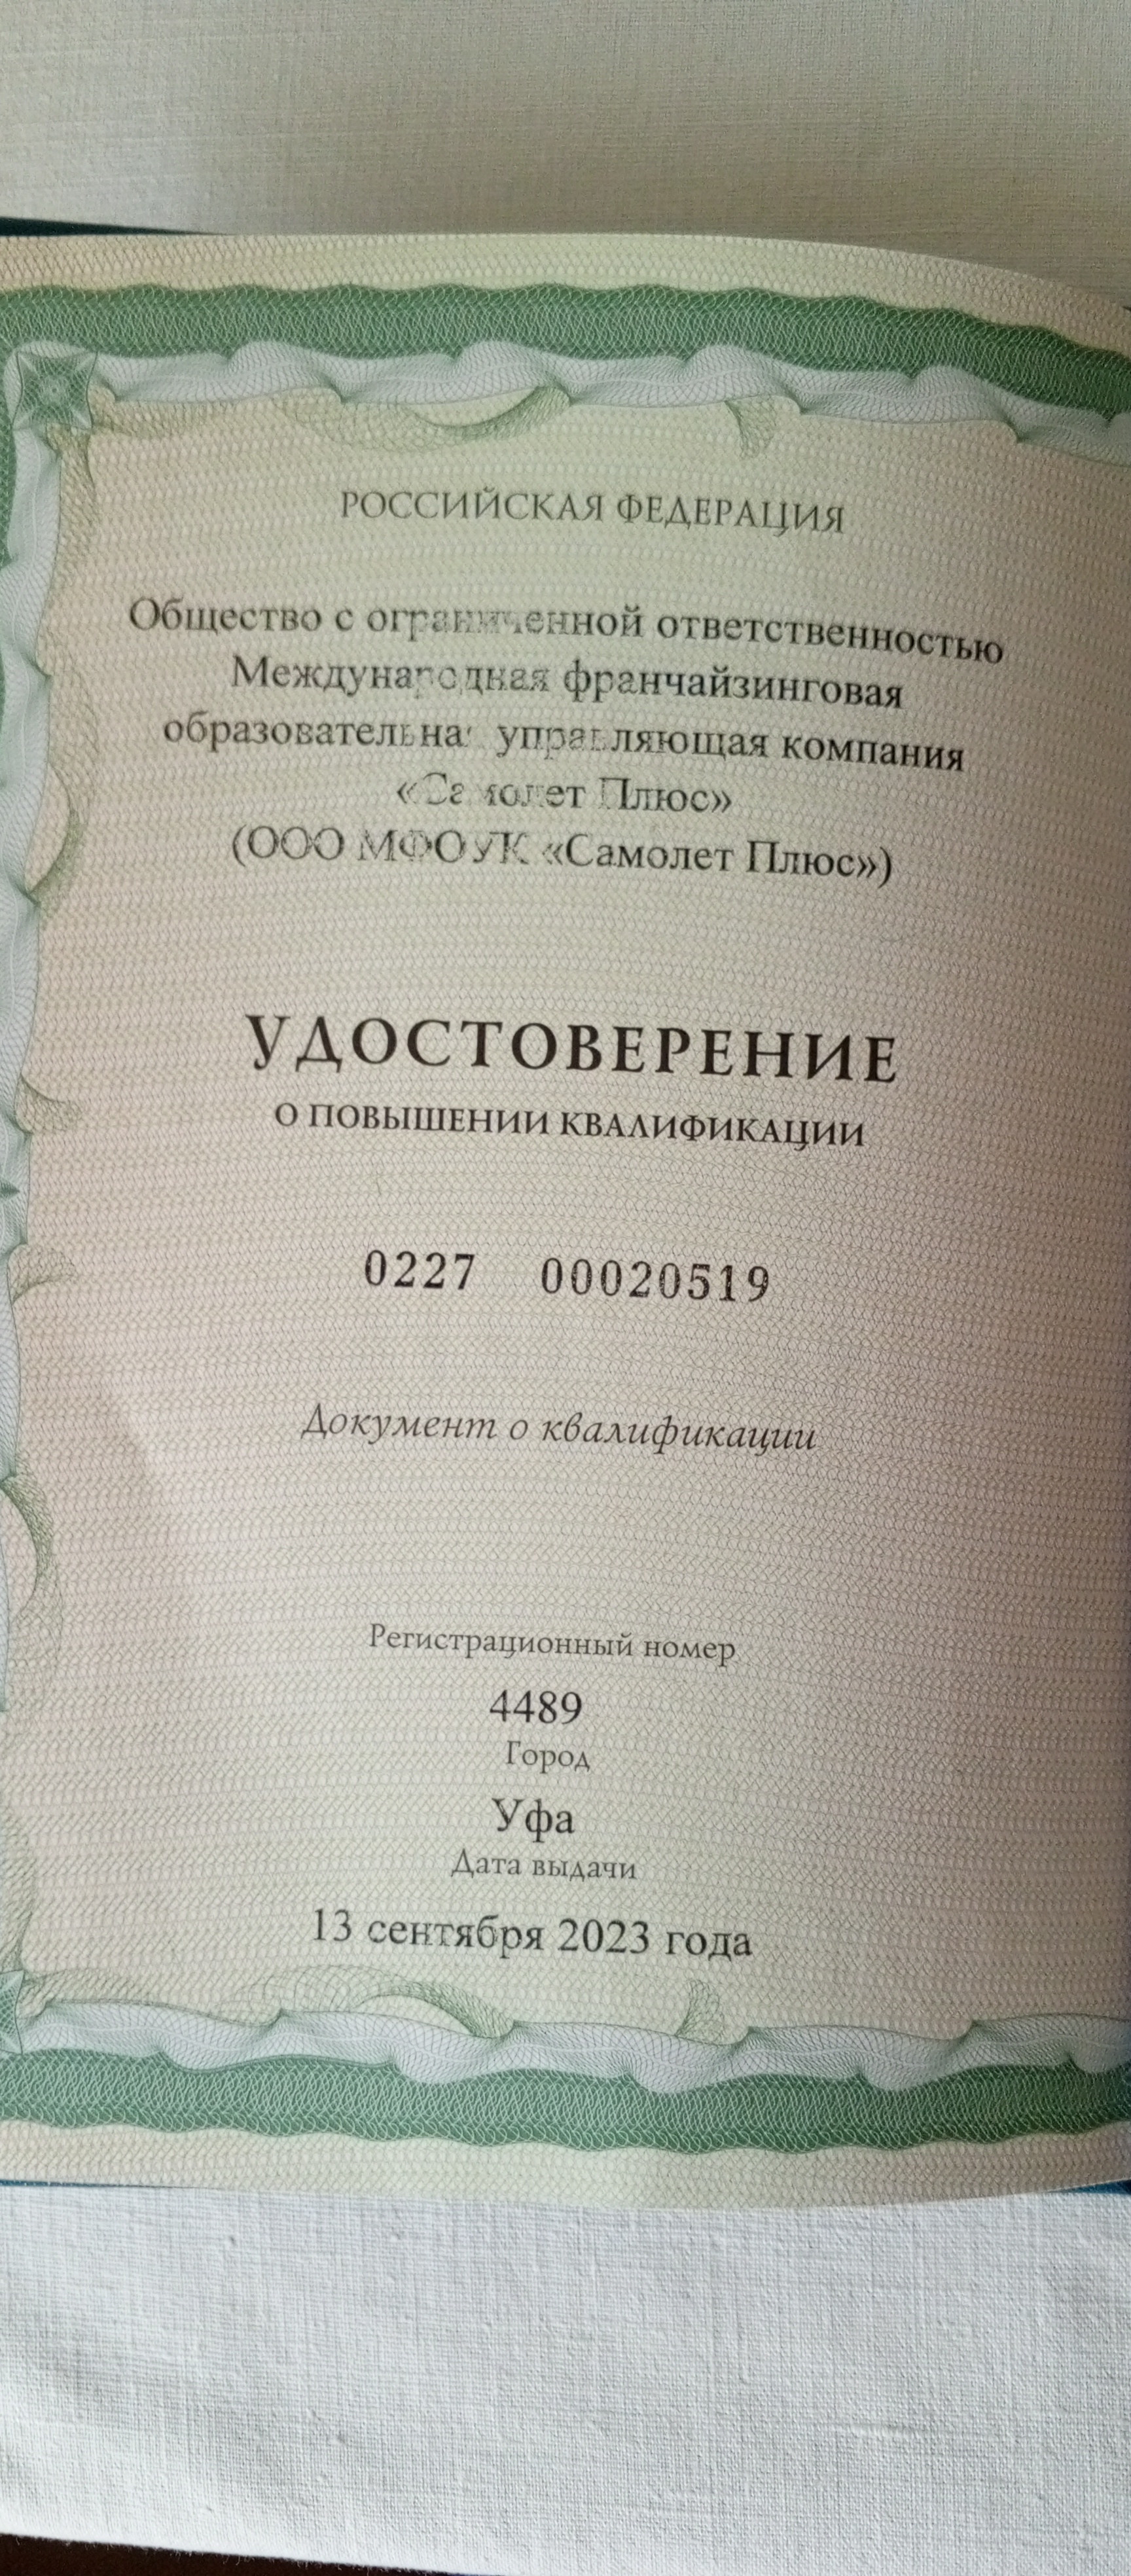 РОССИЙСКАЯ ФЕДЕРАЦИЯ
Общество с ограниченной ответственностью
Международная франчайзинговая
образовательная управляющая компания
«Самолет Плюс»
(ООО МФОУК «Самолет Плюс»)
УДОСТОВЕРЕНИЕ
О ПОВЫШЕНИИ КВАЛИФИКАЦИИ
0227 00020519
Документ о квалификации
Регистрационный номер
4489
Город
Уфа
Дата выдачи
13 сентября 2023 года